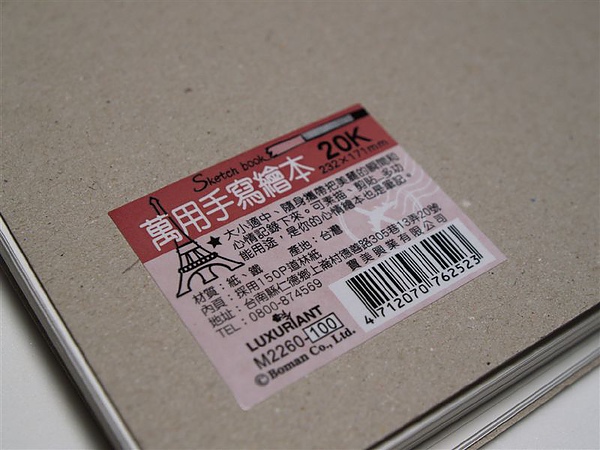 Sketch book
萬用手寫繪本 20K
232×171mm
大小適中、隨身攜帶把美麗的瞬間和
心情記錄下來。可素描、剪貼…多功
能用途，是你的心情繪本也是筆記。
材質：紙．鐵 產地：台灣
內頁：採用150P道林紙
地址：台南縣仁德鄉上崙村德善路305巷13弄20號
TEL：0800-874569 寶美興業有限公司
LUXURIANT
M2260-100
©Boman Co., Ltd.
4 712070 762523